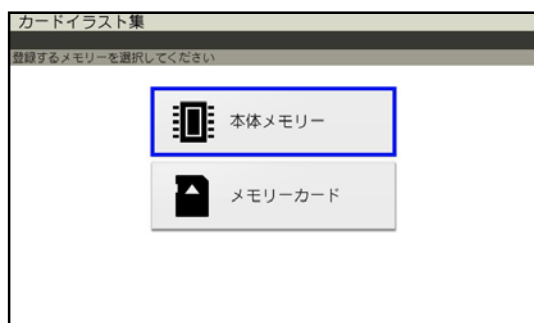 カードイラスト集
登録するメモリーを選択してください
本体メモリー
メモリーカード